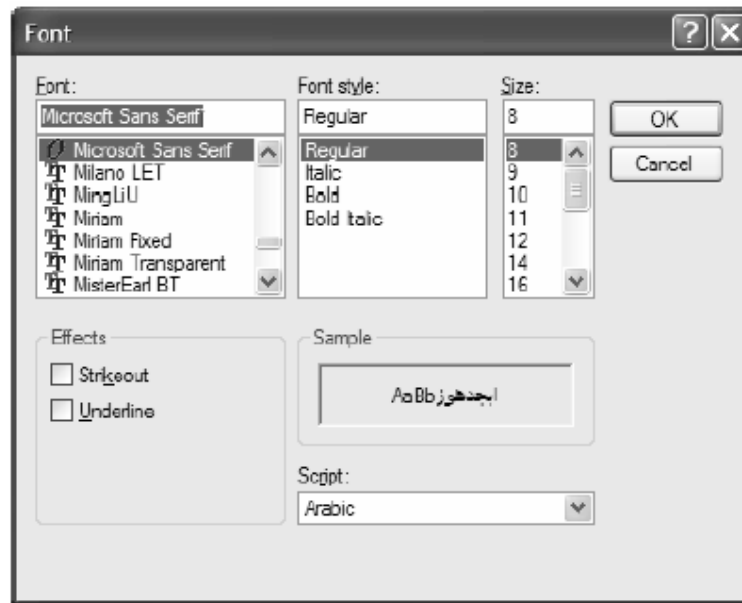 Font
Font: Font style: Size:
Microsoft Sans Serif Regular 8
Microsoft Sans Serif Regular 8
Milano LET Italic 9
MingLiU Bold 10
Miriam Bold Italic 11
Miriam Fixed 12
Miriam Transparent 14
MisterEarl BT 16
OK
Cancel
Effects
Strikeout
Underline
Sample
AaBbابجدهوز
Script:
Arabic